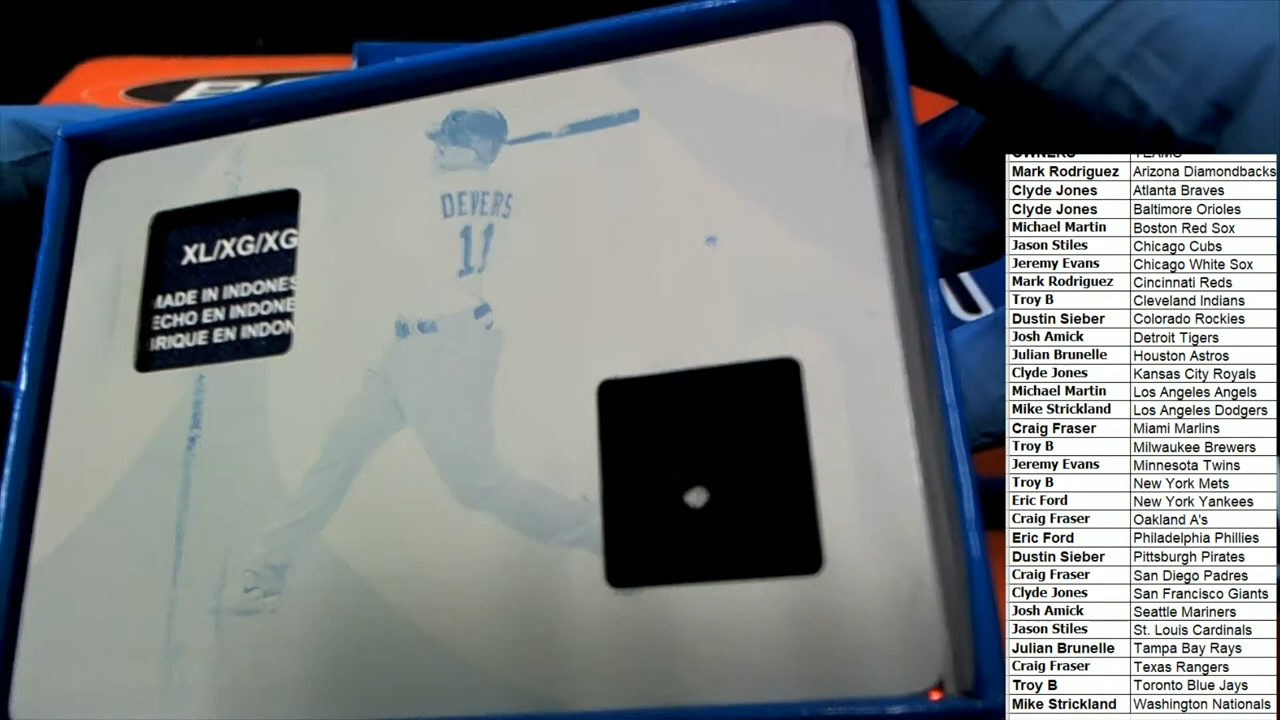 DEVERS
11
XL/XG/XG
MADE IN INDONES
ECHO EN INDONE
BRIQUE EN INDON
OWNERS TEAMS
Mark Rodriguez Arizona Diamondbacks
Clyde Jones Atlanta Braves
Clyde Jones Baltimore Orioles
Michael Martin Boston Red Sox
Jason Stiles Chicago Cubs
Jeremy Evans Chicago White Sox
Mark Rodriguez Cincinnati Reds
Troy B Cleveland Indians
Dustin Sieber Colorado Rockies
Josh Amick Detroit Tigers
Julian Brunelle Houston Astros
Clyde Jones Kansas City Royals
Michael Martin Los Angeles Angels
Mike Strickland Los Angeles Dodgers
Craig Fraser Miami Marlins
Troy B Milwaukee Brewers
Jeremy Evans Minnesota Twins
Troy B New York Mets
Eric Ford New York Yankees
Craig Fraser Oakland A's
Eric Ford Philadelphia Phillies
Dustin Sieber Pittsburgh Pirates
Craig Fraser San Diego Padres
Clyde Jones San Francisco Giants
Josh Amick Seattle Mariners
Jason Stiles St. Louis Cardinals
Julian Brunelle Tampa Bay Rays
Craig Fraser Texas Rangers
Troy B Toronto Blue Jays
Mike Strickland Washington Nationals